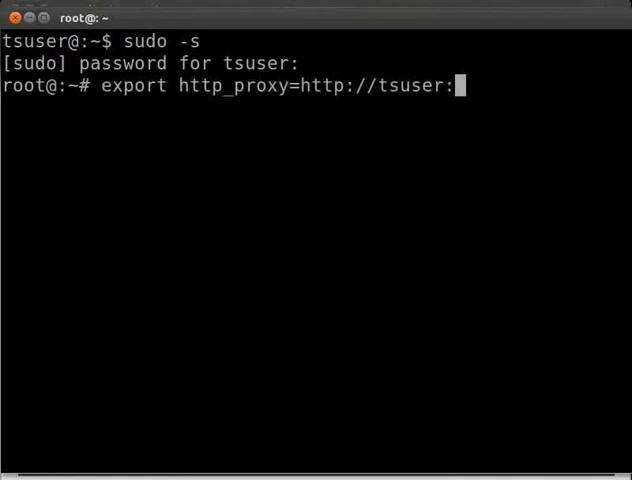 root@: ~
tsuser@:~$ sudo -s
[sudo] password for tsuser:
root@:~# export http_proxy=http://tsuser: